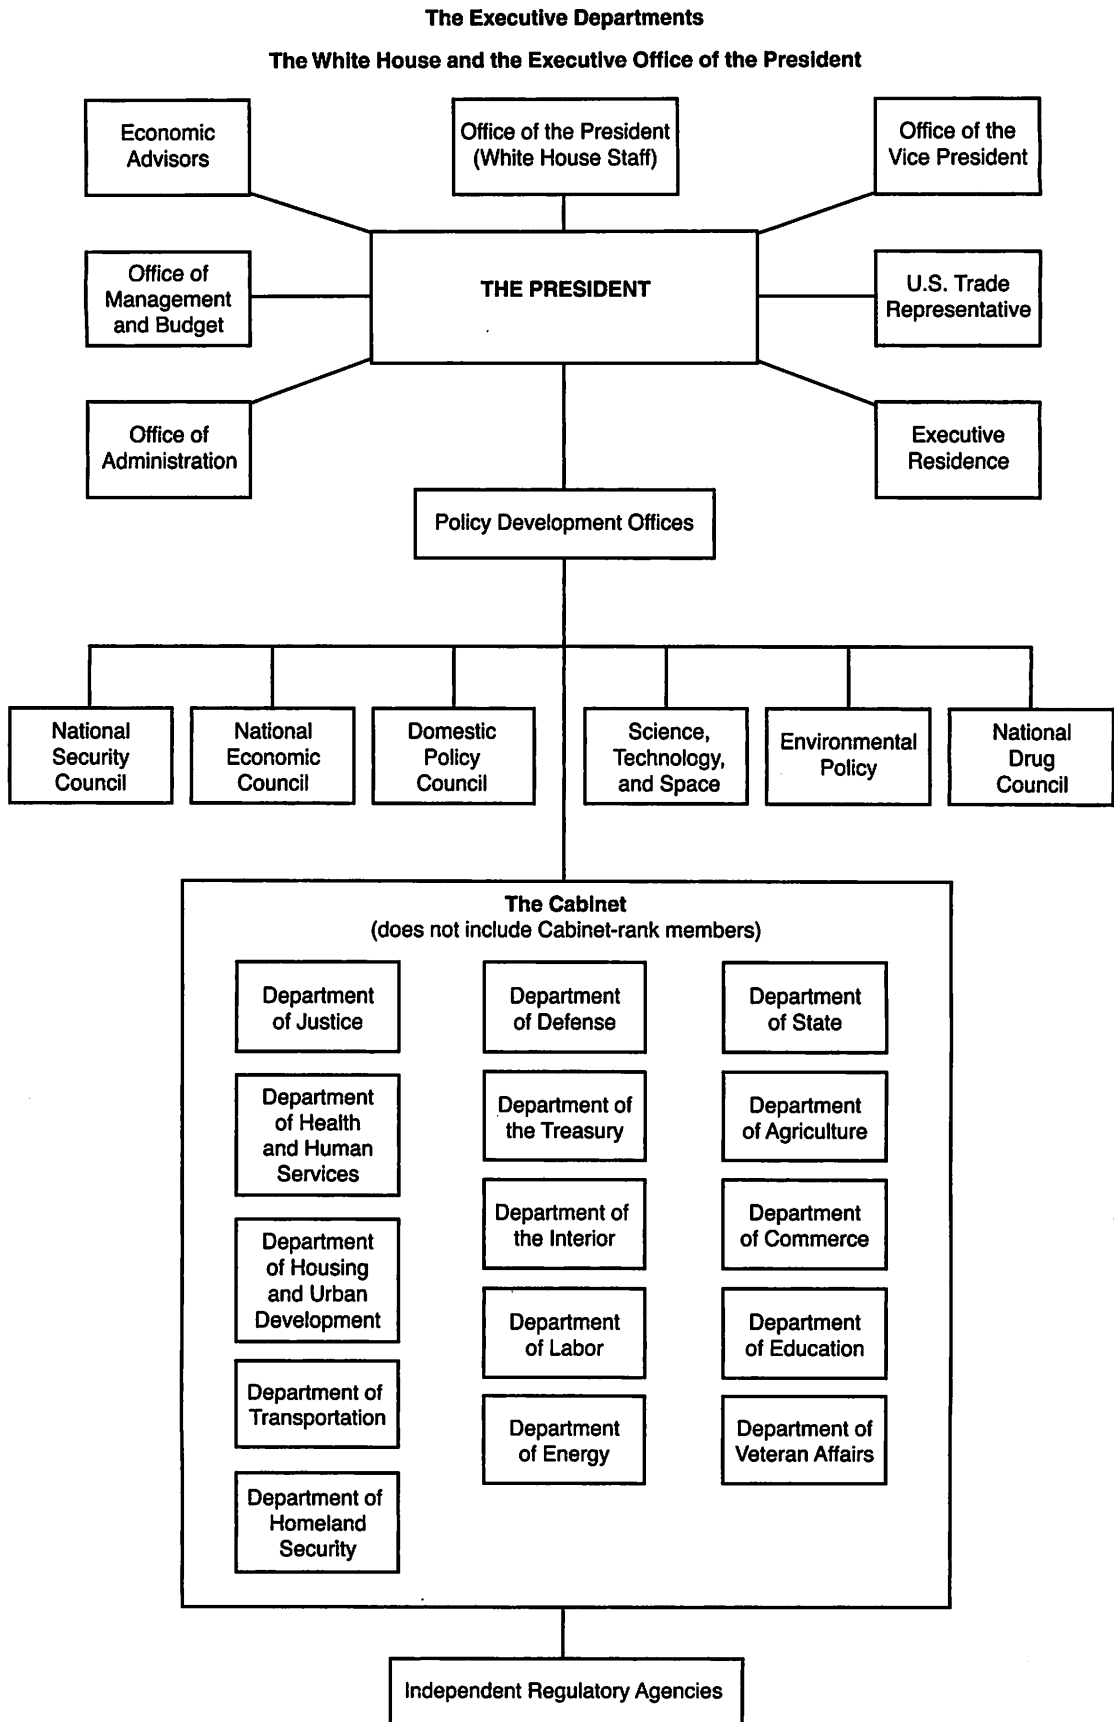 The Executive Departments
The White House and the Executive Office of the President
Economic
Advisors
Office of the President
(White House Staff)
Office of the
Vice President
Office of
Management
and Budget
THE PRESIDENT
U.S. Trade
Representative
Office of
Administration
Executive
Residence
Policy Development Offices
National
Security
Council
National
Economic
Council
Domestic
Policy
Council
Science,
Technology,
and Space
Environmental
Policy
National
Drug
Council
The Cabinet
(does not include Cabinet-rank members)
Department
of Justice
Department
of Defense
Department
of State
Department
of Health
and Human
Services
Department of
the Treasury
Department
of Agriculture
Department of
the Interior
Department
of Commerce
Department
of Housing
and Urban
Development
Department
of Labor
Department
of Education
Department of
Transportation
Department
of Energy
Department of
Veteran Affairs
Department of
Homeland
Security
Independent Regulatory Agencies